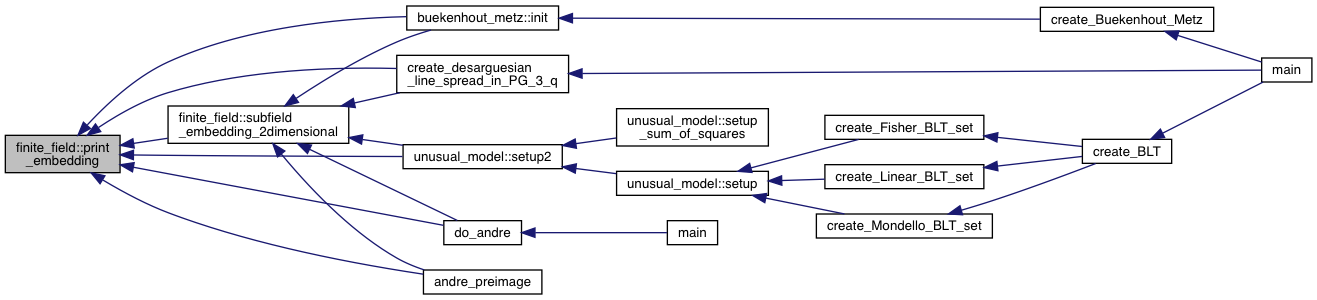 finite_field::print
_embedding
finite_field::subfield
_embedding_2dimensional
buekenhout_metz::init
create_desarguesian
_line_spread_in_PG_3_q
unusual_model::setup2
do_andre
andre_preimage
unusual_model::setup
_sum_of_squares
unusual_model::setup
main
create_Fisher_BLT_set
create_Linear_BLT_set
create_Mondello_BLT_set
create_Buekenhout_Metz
create_BLT
main